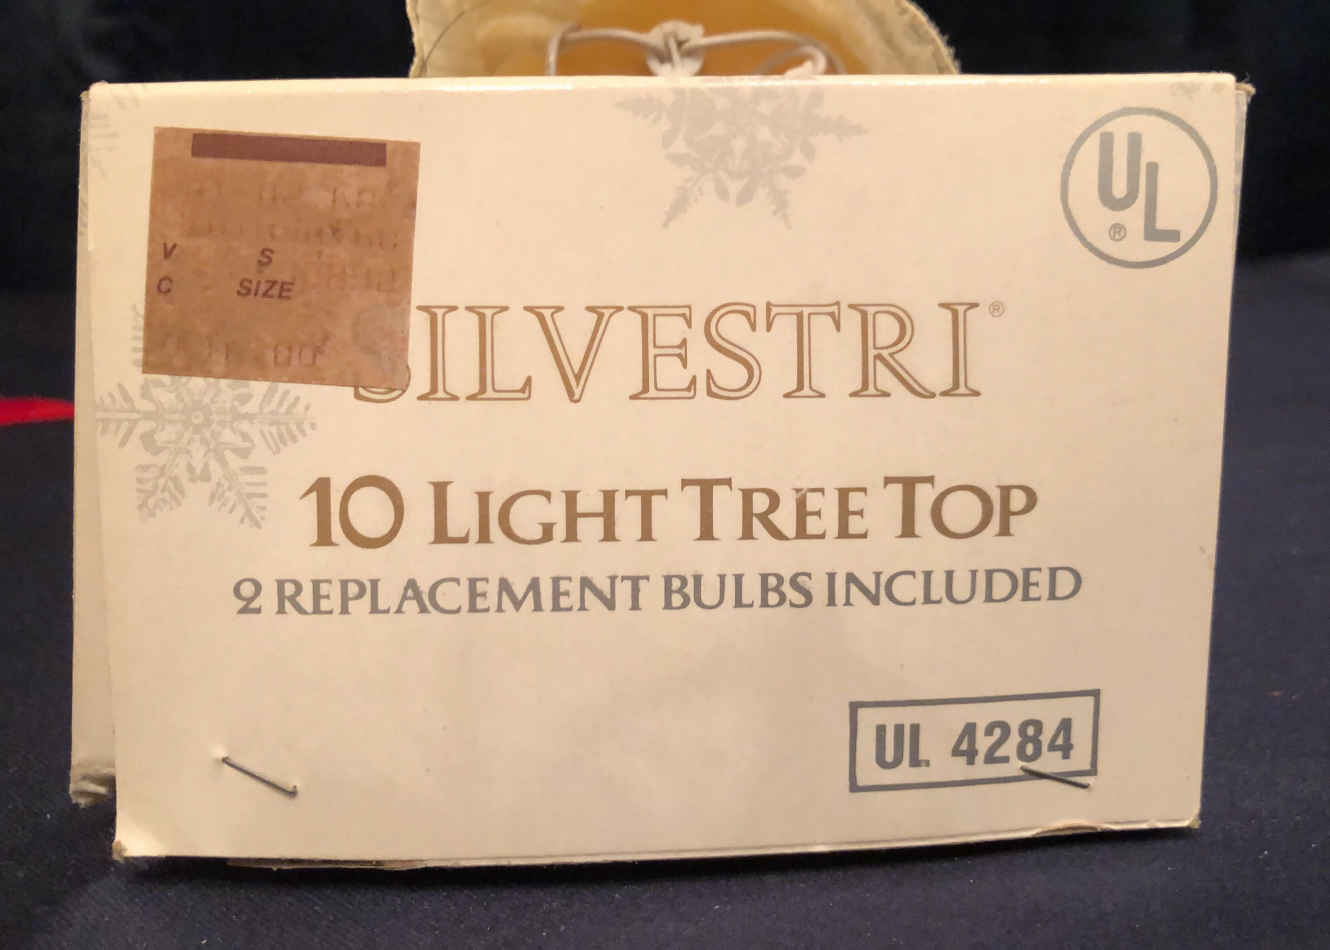 UL
®
V S
C SIZE
SILVESTRI®
10 LIGHT TREE TOP
2 REPLACEMENT BULBS INCLUDED
UL 4284